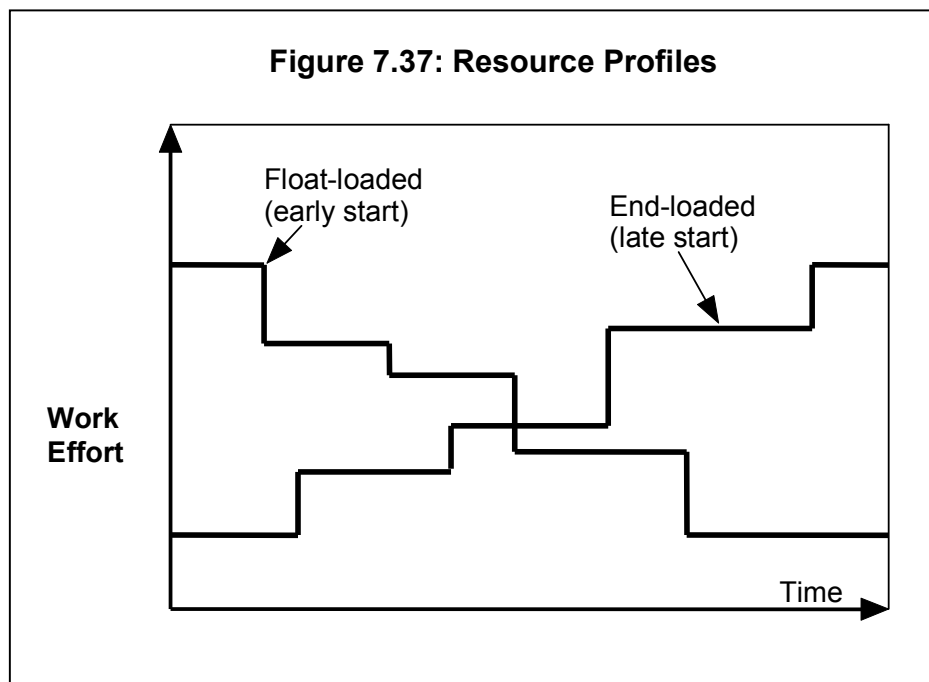 Figure 7.37: Resource Profiles
Float-loaded
(early start)
End-loaded
(late start)
Work
Effort
Time